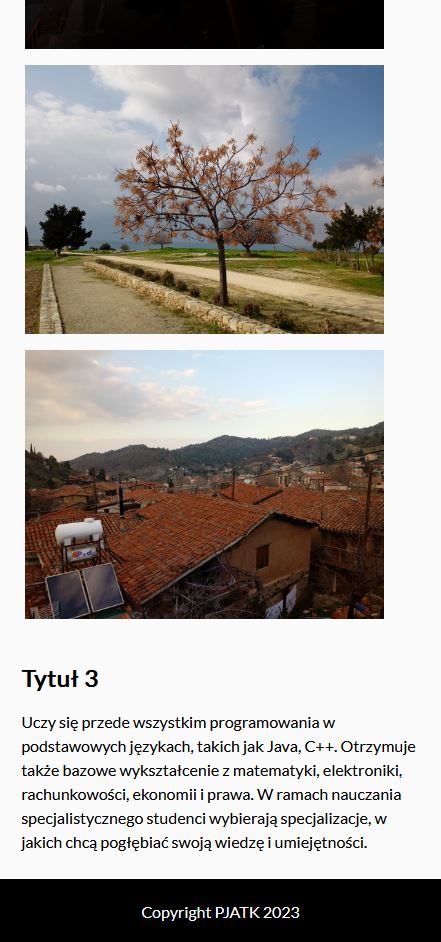 Tytuł 3
Uczy się przede wszystkim programowania w
podstawowych językach, takich jak Java, C++. Otrzymuje
także bazowe wykształcenie z matematyki, elektroniki,
rachunkowości, ekonomii i prawa. W ramach nauczania
specjalistycznego studenci wybierają specjalizacje, w
jakich chcą pogłębiać swoją wiedzę i umiejętności.
Copyright PJATK 2023